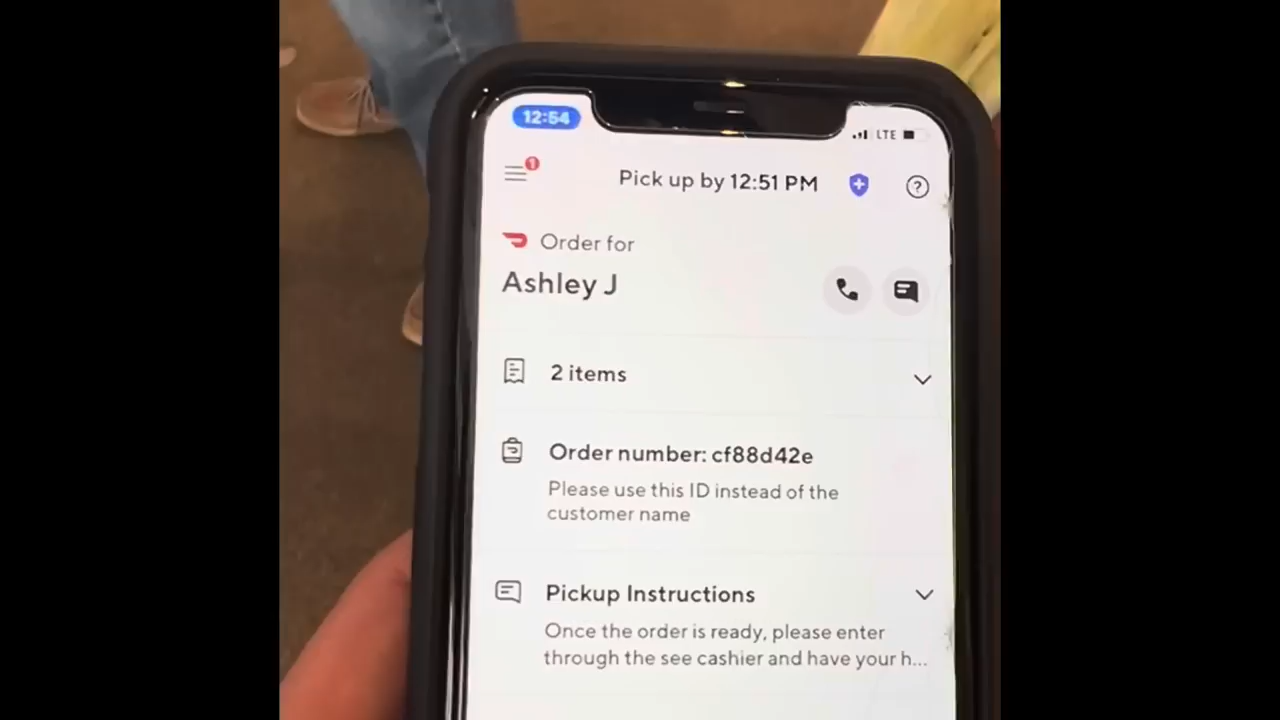 12:54
LTE
1
Pick up by 12:51 PM
Order for
Ashley J
2 items
Order number: cf88d42e
Please use this ID instead of the
customer name
Pickup Instructions
Once the order is ready, please enter
through the see cashier and have your h...